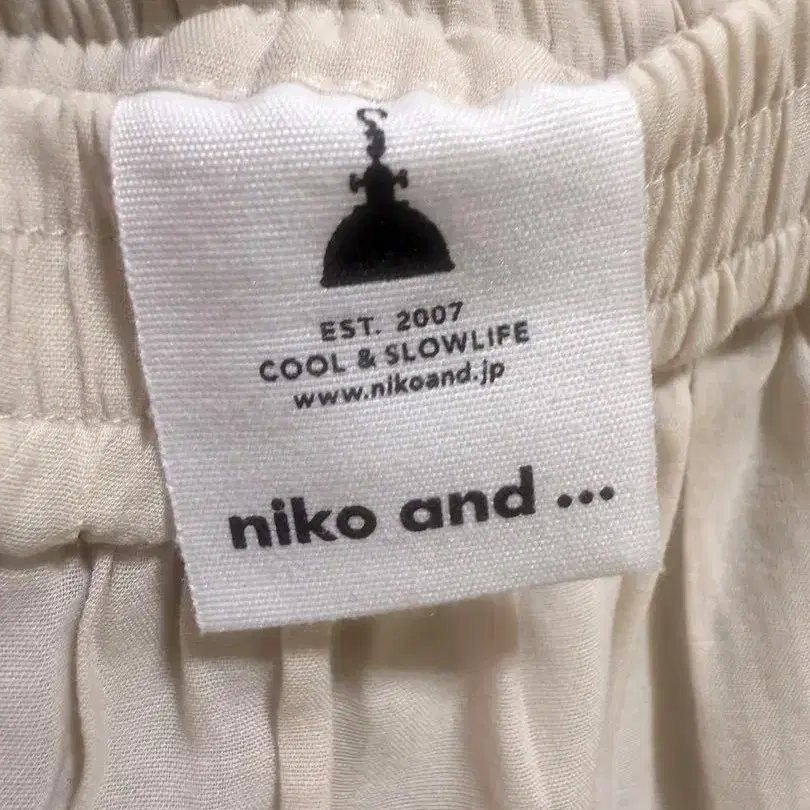 EST. 2007
COOL & SLOWLIFE
www.nikoand.jp
niko and ...